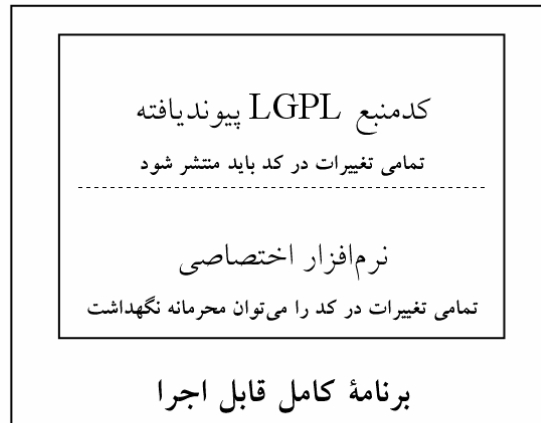 کدمنبع LGPL پیوندیافته
تمامی تغییرات در کد باید منتشر شود
نرم‌افزار اختصاصی
تمامی تغییرات در کد را می‌توان محرمانه نگهداشت
برنامهٔ کامل قابل اجرا